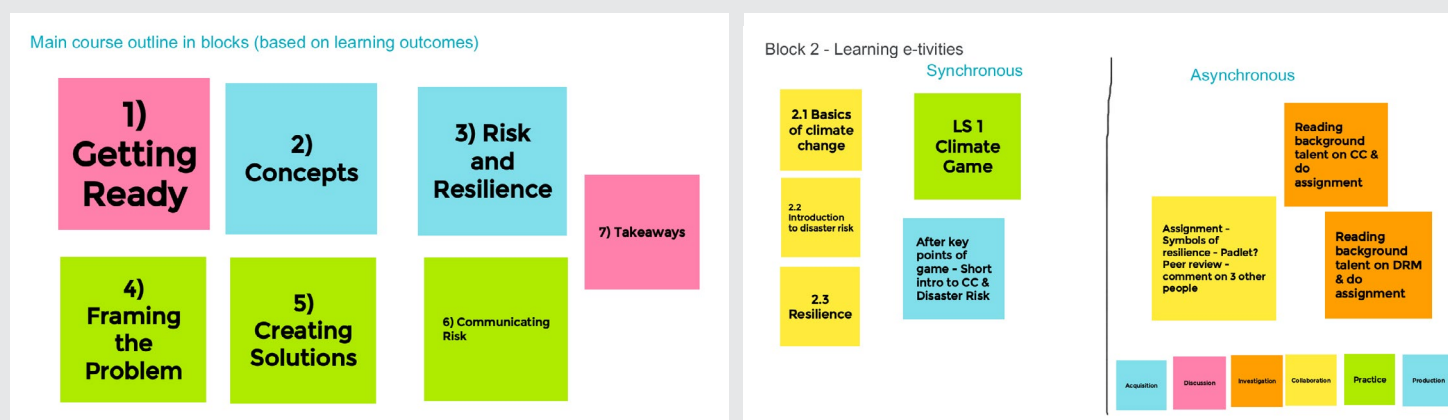 Main course outline in blocks (based on learning outcomes)
1)
Getting
Ready
2)
Concepts
3) Risk
and
Resilience
4)
Framing
the
Problem
5)
Creating
Solutions
6) Communicating
Risk
7) Takeaways
Block 2 - Learning e-tivities
Synchronous
2.1 Basics
of climate
change
2.2
Introduction
to disaster risk
2.3
Resilience
LS 1
Climate
Game
After key
points of
game - Short
intro to CC &
Disaster Risk
Asynchronous
Reading
background
talent on CC &
do
assignment
Assignment -
Symbols of
resilience - Padlet?
Peer review -
comment on 3 other
people
Reading
background
talent on DRM
& do
assignment
Acquisition
Discussion
Investigation
Collaboration
Practice
Production